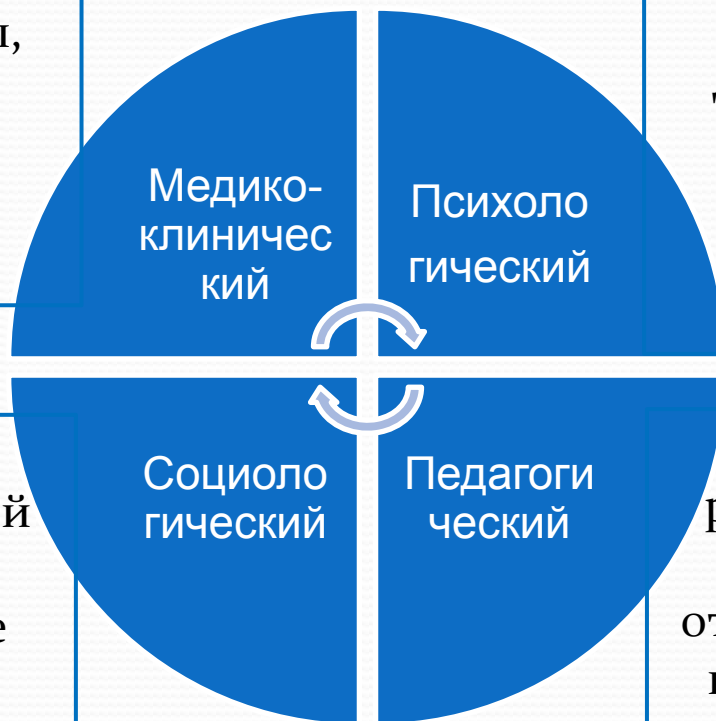 Медико-
клиничес
кий
Психоло
гический
Социоло
гический
Педагоги
ческий
й
е